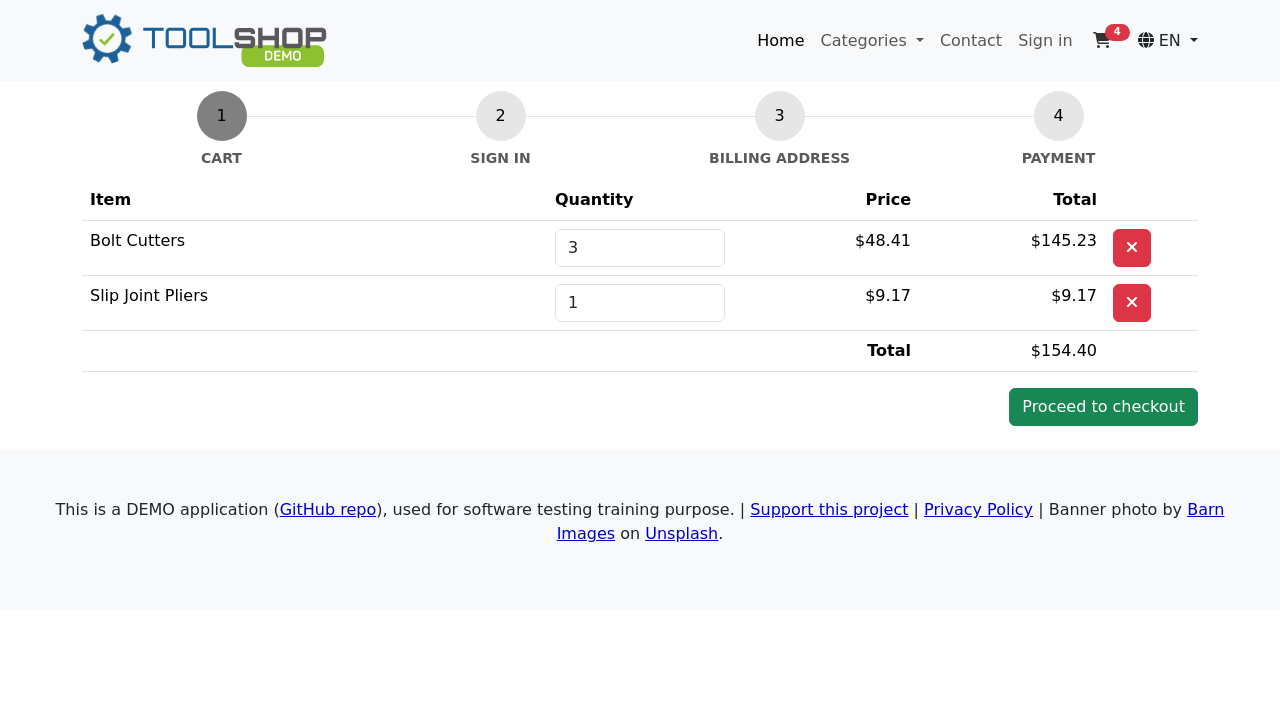 TOOLSHOP
DEMO
Home Categories Contact Sign in 4 EN
1 2 3 4
CART SIGN IN BILLING ADDRESS PAYMENT
Item Quantity Price Total
Bolt Cutters 3 $48.41 $145.23
Slip Joint Pliers 1 $9.17 $9.17
Total $154.40
Proceed to checkout
This is a DEMO application (GitHub repo), used for software testing training purpose. | Support this project | Privacy Policy | Banner photo by Barn
Images on Unsplash.